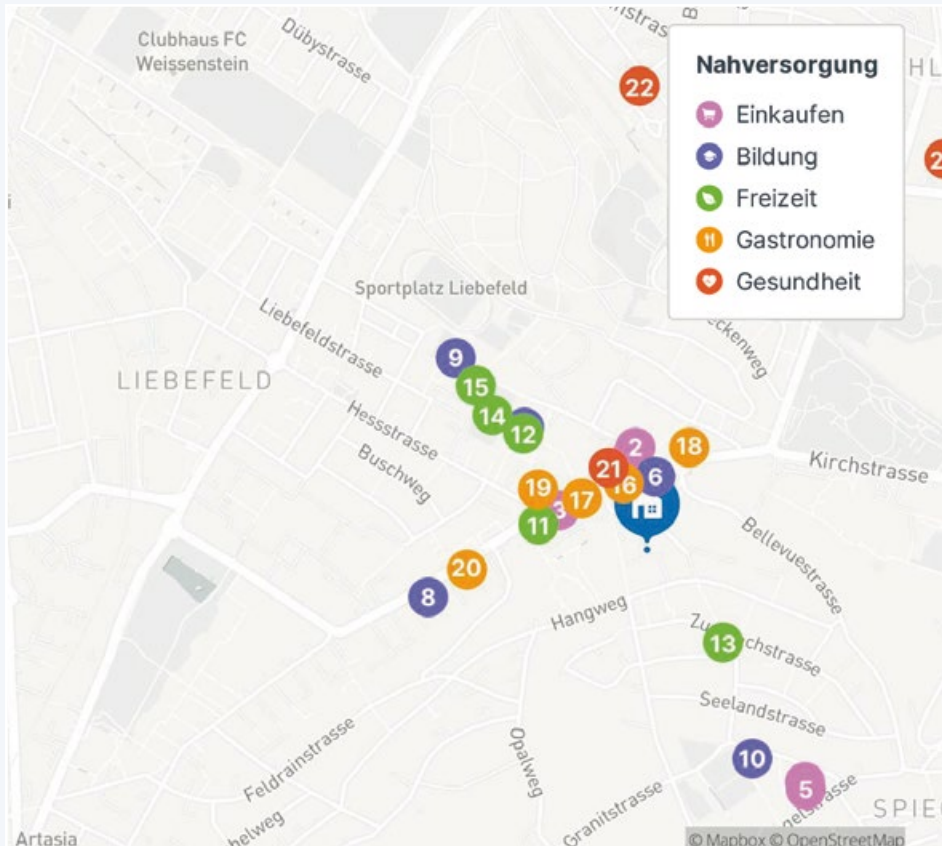 Clubhaus FC
Weissenstein
Dübystrasse
Nahversorgung
Einkaufen
Bildung
Freizeit
Gastronomie
Gesundheit
22
Sportplatz Liebefeld
Liebefeldstrasse
LIEBEFELD
9
15
14
12
Hessstrasse
Buschweg
2
18
21
6
16
Kirchstrasse
19
17
3
11
Bellevuestrasse
20
8
Hangweg
13
Seelandstrasse
10
5
Feldrainstrasse
Opalweg
Granitstrasse
Artasia
© Mapbox © OpenStreetMap